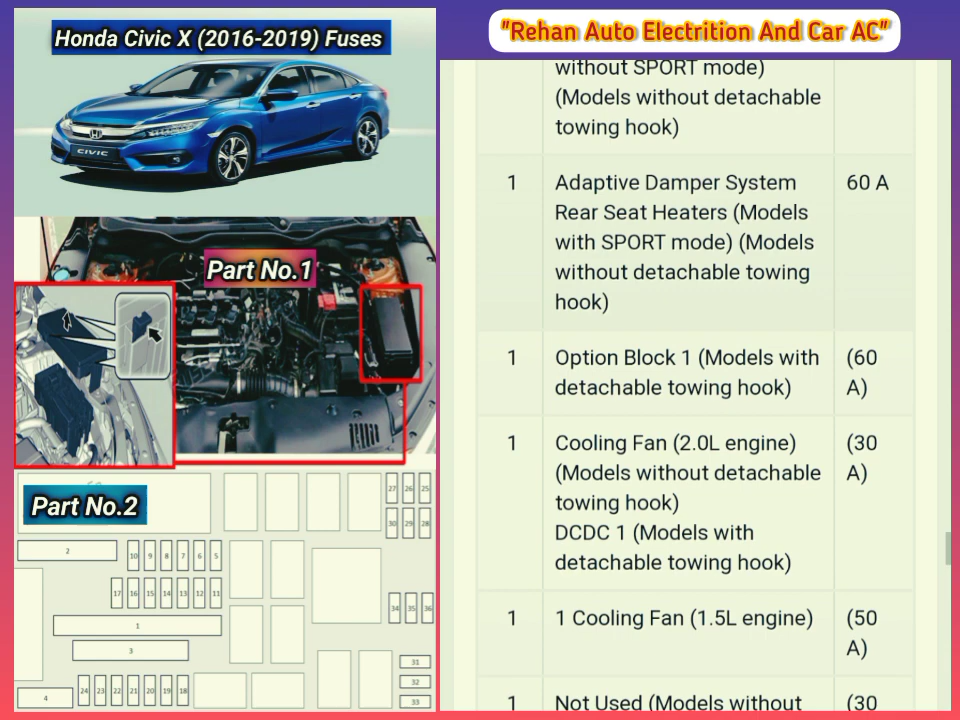 Honda Civic X (2016-2019) Fuses
CIVIC
Part No.1
Part No.2
27 26 25
30 29 28
2
10 9 8 7 6 5
17 16 15 14 13 12 11
1
34 35 36
3
31
32
33
4
24 23 22 21 20 19 18
"Rehan Auto Electrition And Car AC"
without SPORT mode)
(Models without detachable
towing hook)
1 Adaptive Damper System 60 A
Rear Seat Heaters (Models
with SPORT mode) (Models
without detachable towing
hook)
1 Option Block 1 (Models with (60
detachable towing hook) A)
1 Cooling Fan (2.0L engine) (30
(Models without detachable A)
towing hook)
DCDC 1 (Models with
detachable towing hook)
1 1 Cooling Fan (1.5L engine) (50
A)
1 Not Used (Models without (30